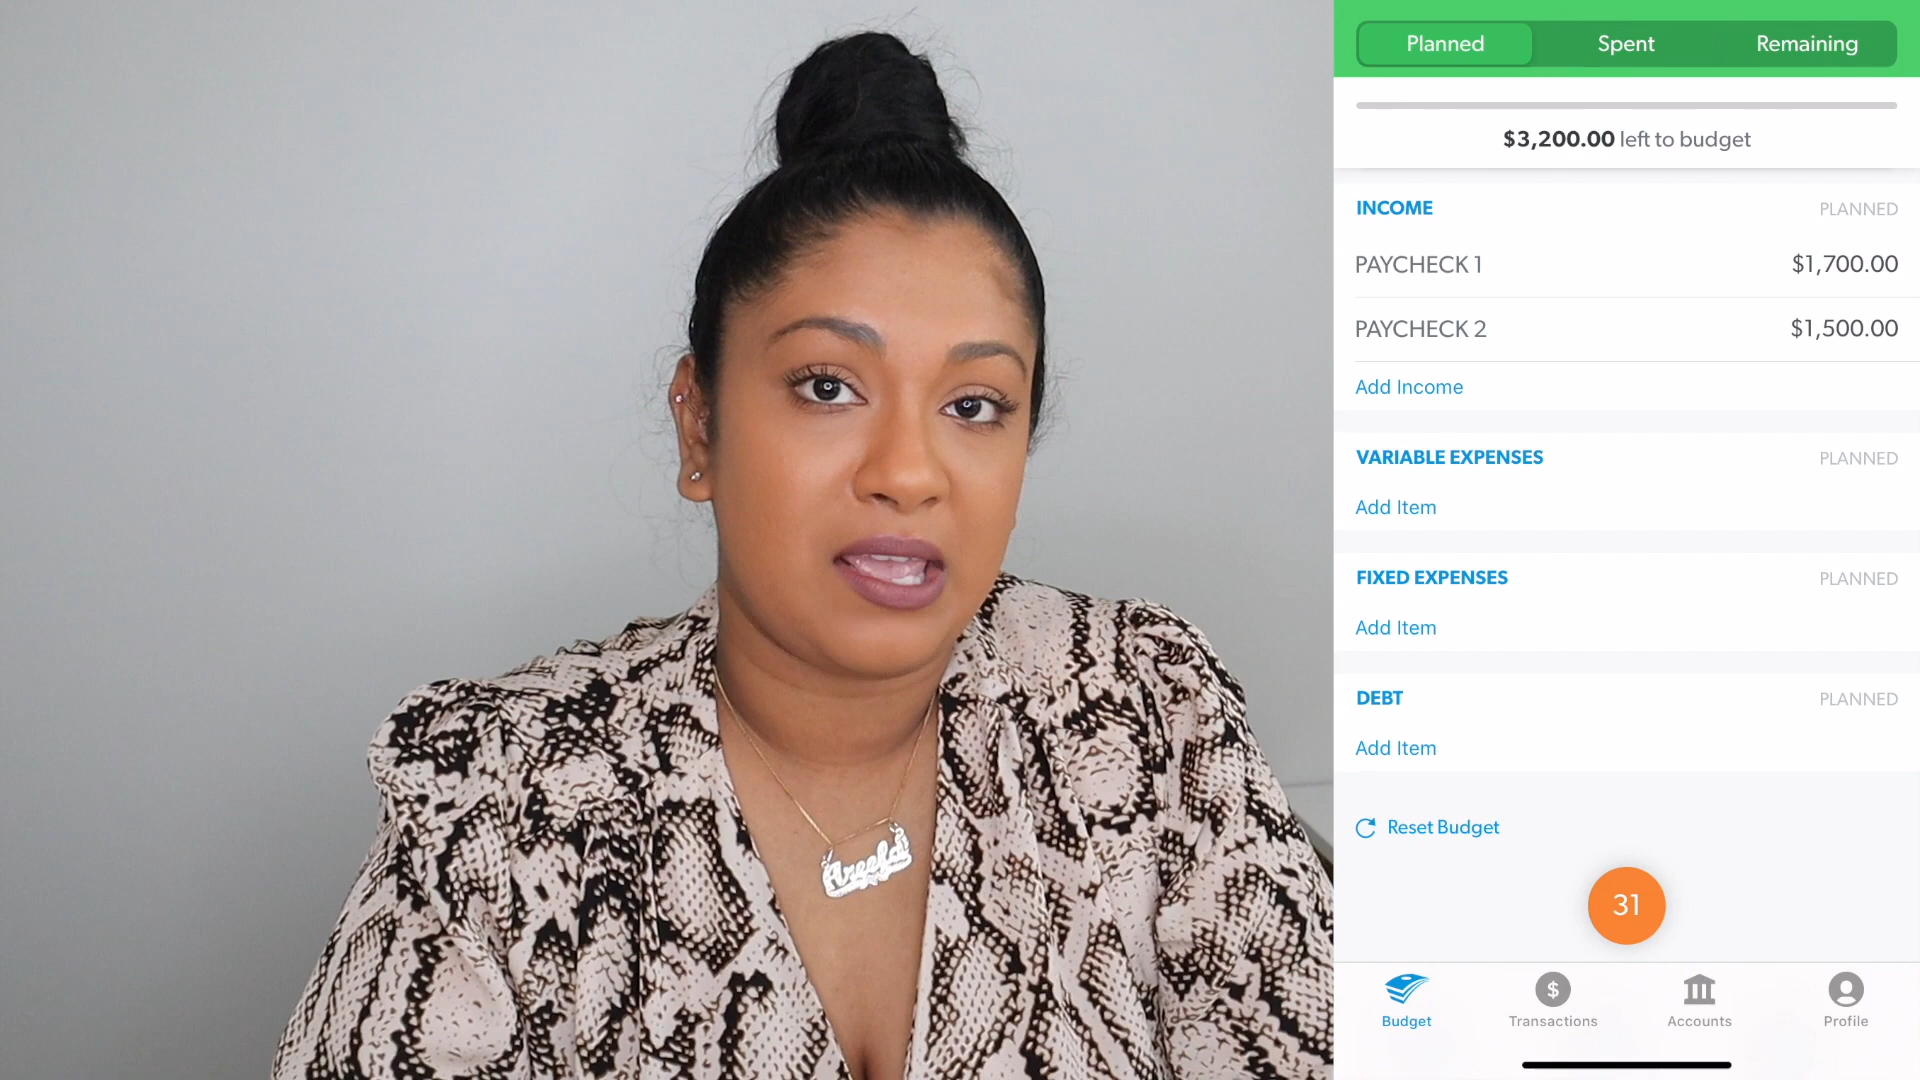 Planned Spent Remaining
$3,200.00 left to budget
INCOME PLANNED
PAYCHECK 1 $1,700.00
PAYCHECK 2 $1,500.00
Add Income
VARIABLE EXPENSES PLANNED
Add Item
FIXED EXPENSES PLANNED
Add Item
DEBT PLANNED
Add Item
Reset Budget
Areefa
31
$
Budget Transactions Accounts Profile